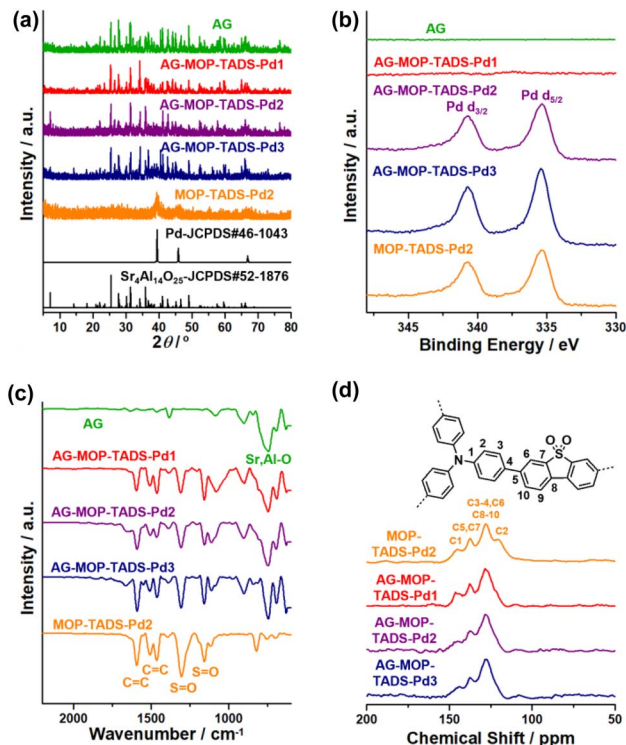 (a)
AG
AG-MOP-TADS-Pd1
AG-MOP-TADS-Pd2
AG-MOP-TADS-Pd3
MOP-TADS-Pd2
Pd-JCPDS#46-1043
Sr4Al14O25-JCPDS#52-1876
Intensity / a.u.
10 20 30 40 50 60 70 80
2θ / °
(b)
AG
AG-MOP-TADS-Pd1
AG-MOP-TADS-Pd2
Pd d3/2
Pd d5/2
AG-MOP-TADS-Pd3
MOP-TADS-Pd2
Intensity / a.u.
345 340 335 330
Binding Energy / eV
(c)
AG
Sr,Al-O
AG-MOP-TADS-Pd1
AG-MOP-TADS-Pd2
AG-MOP-TADS-Pd3
MOP-TADS-Pd2
C=C
C=C
S=O
S=O
Intensity / a.u.
2000 1500 1000
Wavenumber / cm-1
(d)
N
1 2 3 4 5 6 7 8 9 10
O O
S
C3-4,C6
C8-10
C5,C7
C1
C2
MOP-
TADS-Pd2
AG-MOP-
TADS-Pd1
AG-MOP-
TADS-Pd2
AG-MOP-
TADS-Pd3
200 150 100 50
Chemical Shift / ppm